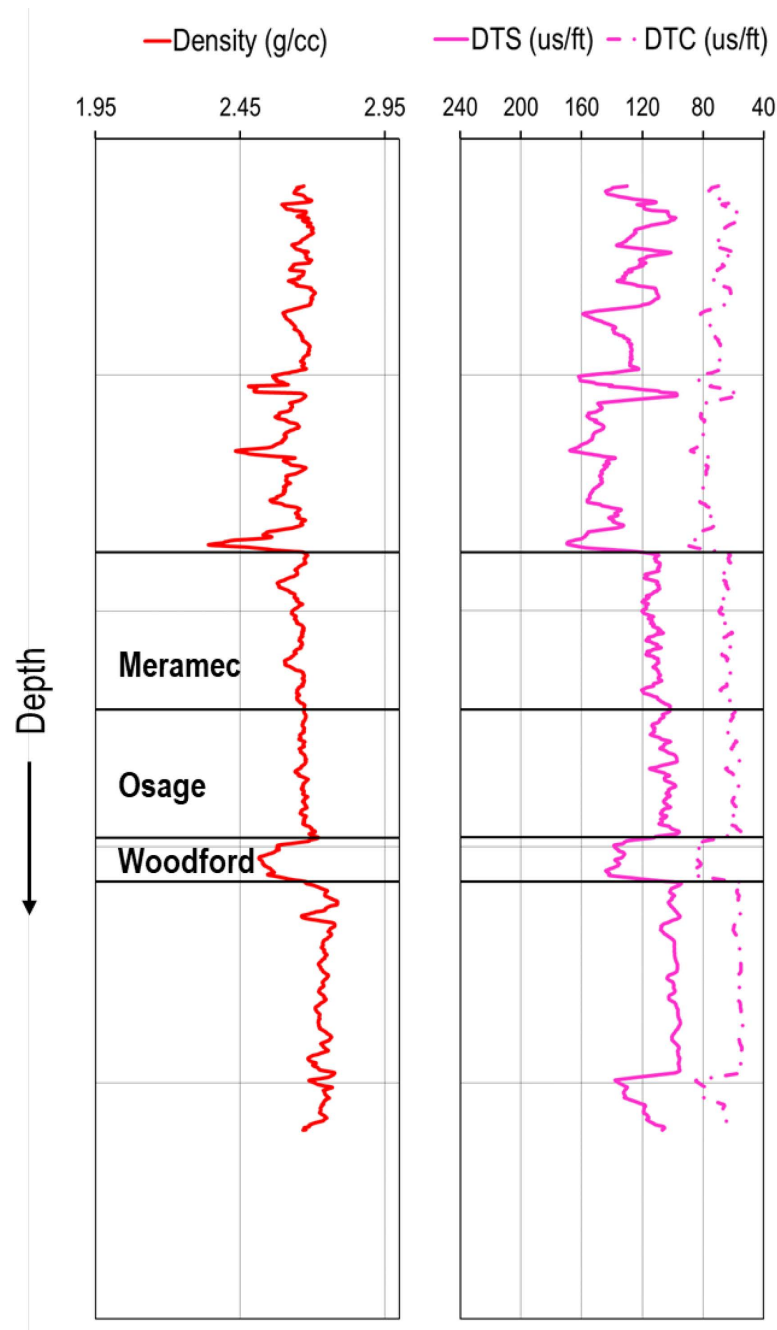 Density (g/cc)
DTS (us/ft) DTC (us/ft)
1.95 2.45 2.95
240 200 160 120 80 40
Meramec
Depth
Osage
Woodford